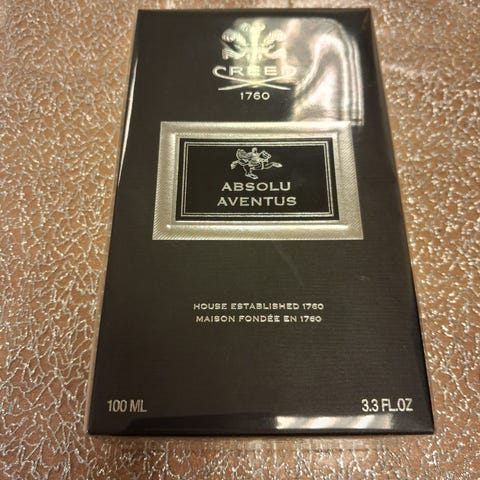 CREED
1760
ABSOLU
AVENTUS
HOUSE ESTABLISHED 1760
MAISON FONDÉE EN 1760
100 ML
3.3 FL.OZ